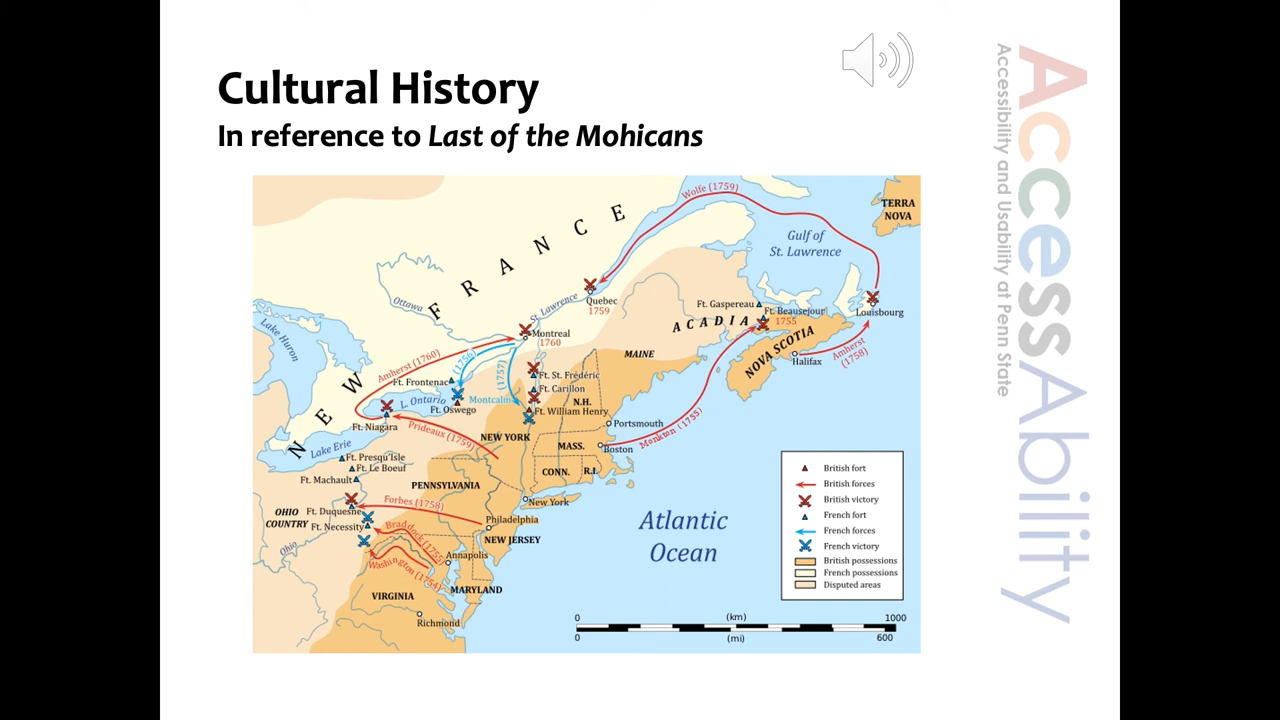 Cultural History
In reference to Last of the Mohicans
AccessAbility
Accessibility and Usability at Penn State
Wolfe (1759)
TERRA
NOVA
Gulf of
St. Lawrence
NEW FRANCE
Ottawa
St. Lawrence
Quebec
1759
Ft. Gaspereau
Ft. Beausejour
1755
ACADIA
Louisbourg
NOVA SCOTIA
Halifax
Amherst
(1758)
Lake Huron
Montreal
1760
MAINE
Amherst (1760)
(1756)
(1757)
Ft. St. Frédéric
Ft. Frontenac
Ft. Carillon
L. Ontario
Montcalm
N.H.
Ft. Oswego
Ft. William Henry
Ft. Niagara
Prideaux (1759)
Portsmouth
Monkton (1755)
NEW YORK
MASS.
Boston
Lake Erie
Ft. Presqu'Isle
Ft. Le Boeuf
CONN.
R.I.
Ft. Machault
PENNSYLVANIA
Forbes (1758)
New York
OHIO
COUNTRY
Ft. Duquesne
Ft. Necessity
Philadelphia
Braddock (1755)
NEW JERSEY
Ohio
Annapolis
Washington (1754)
MARYLAND
VIRGINIA
Richmond
Atlantic
Ocean
British fort
British forces
British victory
French fort
French forces
French victory
British possessions
French possessions
Disputed areas
0 (km) 1000
0 (mi) 600